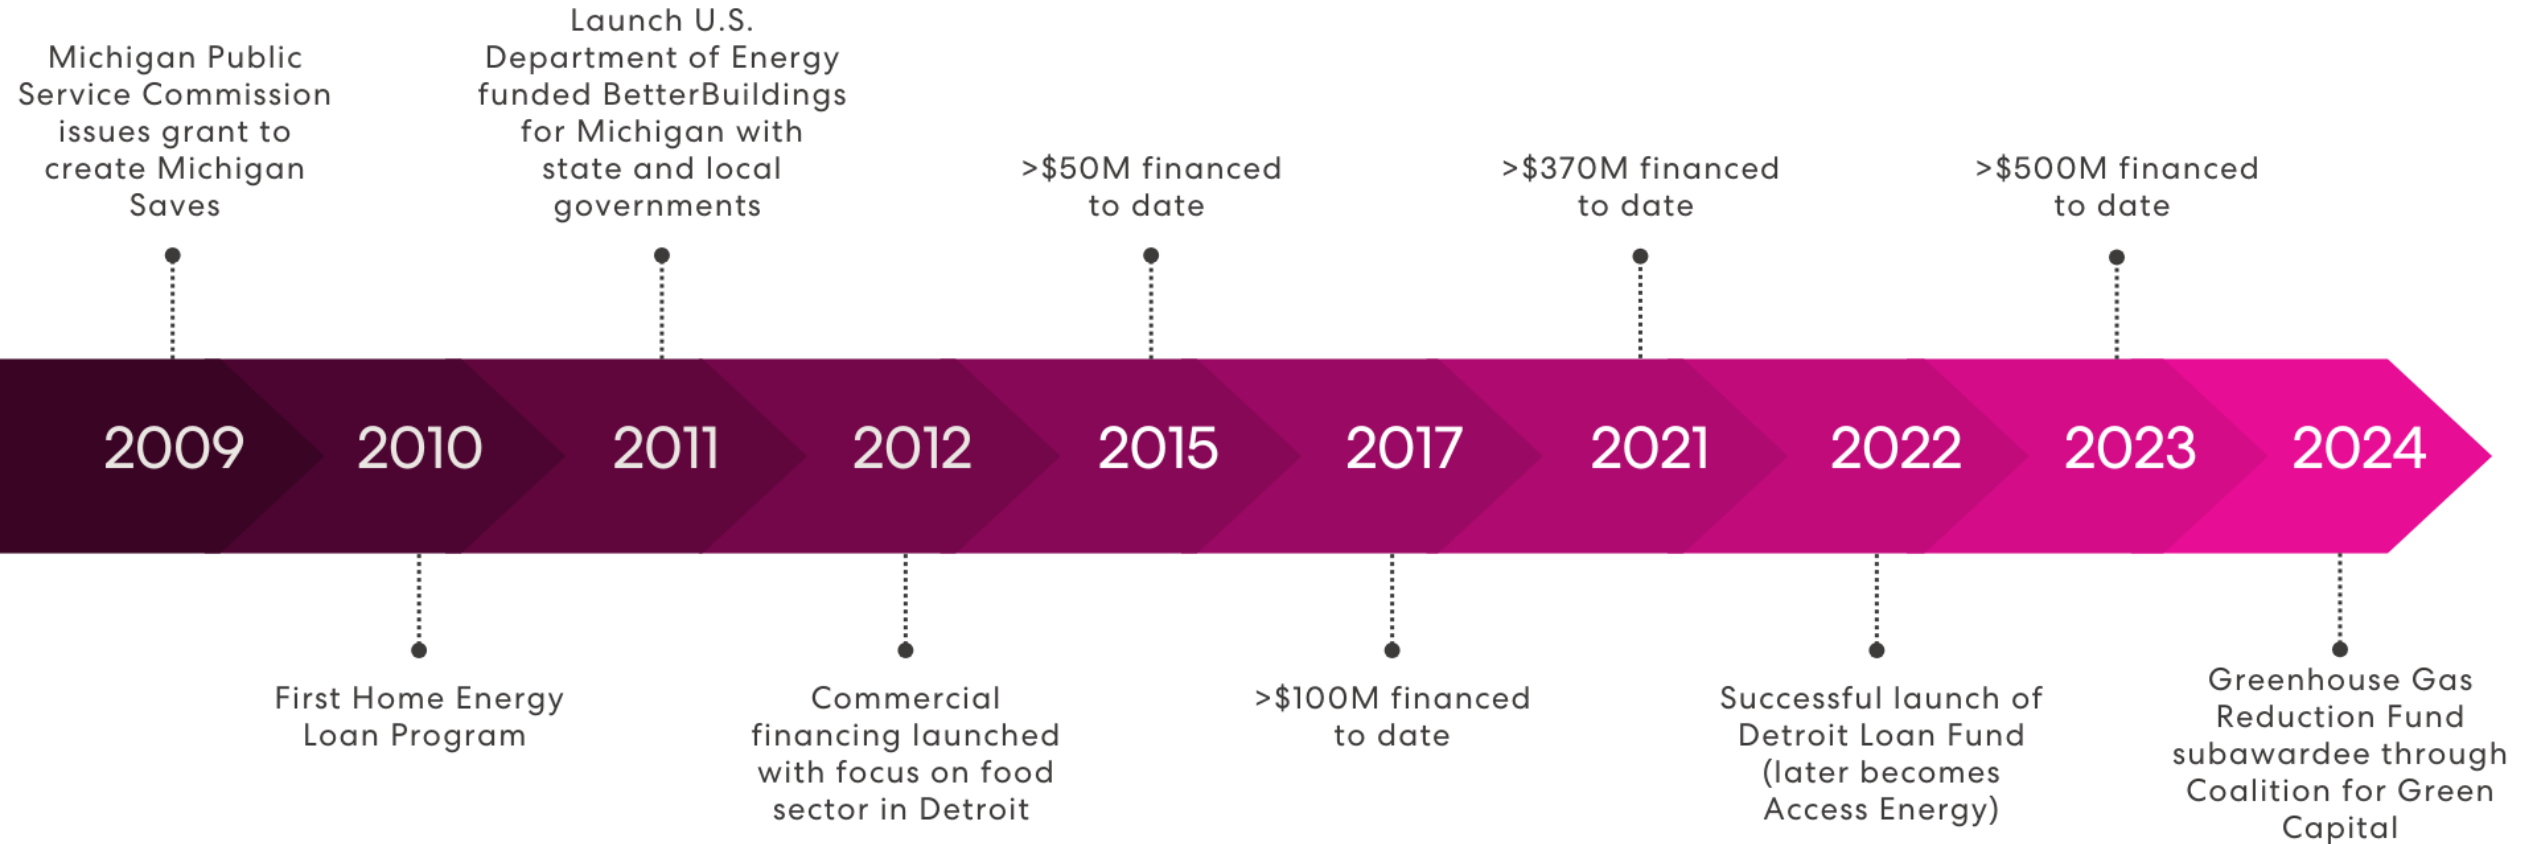 Michigan Public
Service Commission
issues grant to
create Michigan
Saves
Launch U.S.
Department of Energy
funded BetterBuildings
for Michigan with
state and local
governments
>$50M financed
to date
>$370M financed
to date
>$500M financed
to date
2009 2010 2011 2012 2015 2017 2021 2022 2023 2024
First Home Energy
Loan Program
Commercial
financing launched
with focus on food
sector in Detroit
>$100M financed
to date
Successful launch of
Detroit Loan Fund
(later becomes
Access Energy)
Greenhouse Gas
Reduction Fund
subawardee through
Coalition for Green
Capital